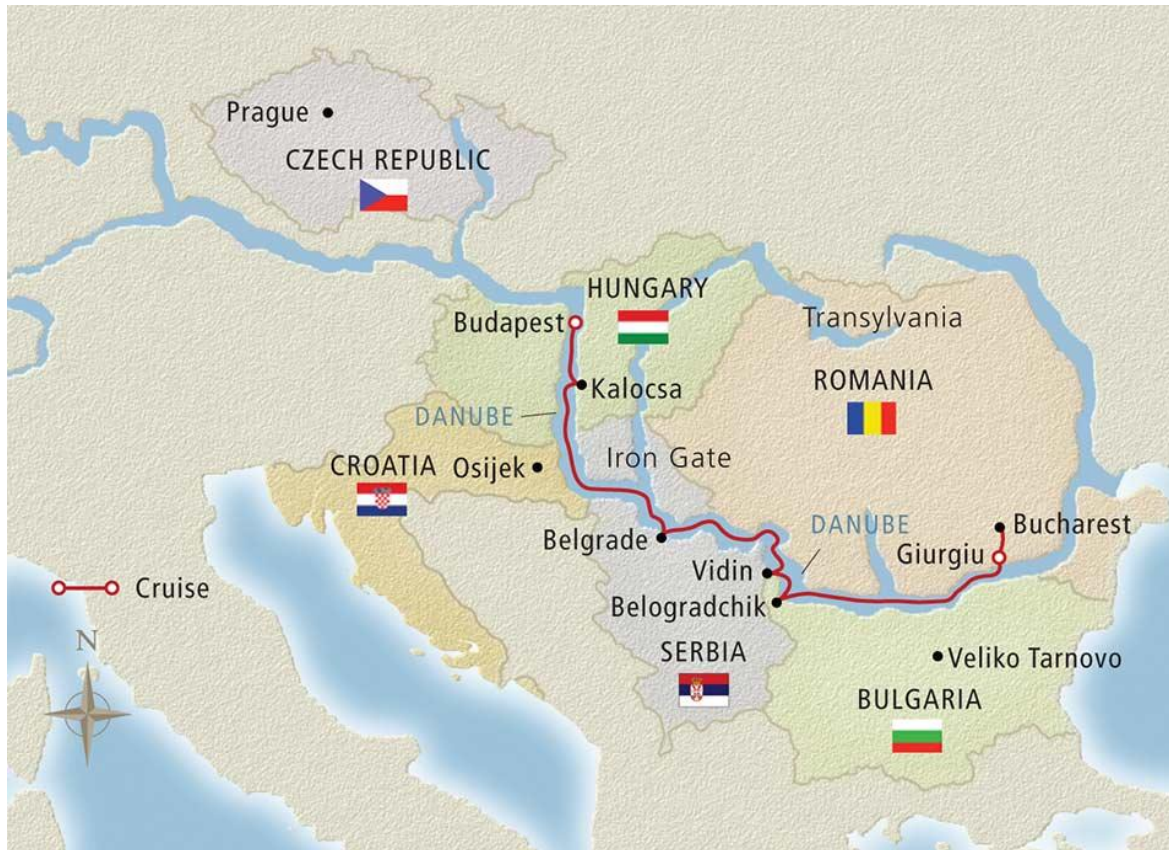 Prague
CZECH REPUBLIC
HUNGARY
Budapest
Transylvania
Kalocsa
ROMANIA
DANUBE
Iron Gate
CROATIA
Osijek
DANUBE
Bucharest
Belgrade
Giurgiu
Vidin
Cruise
Belogradchik
N
SERBIA
Veliko Tarnovo
BULGARIA